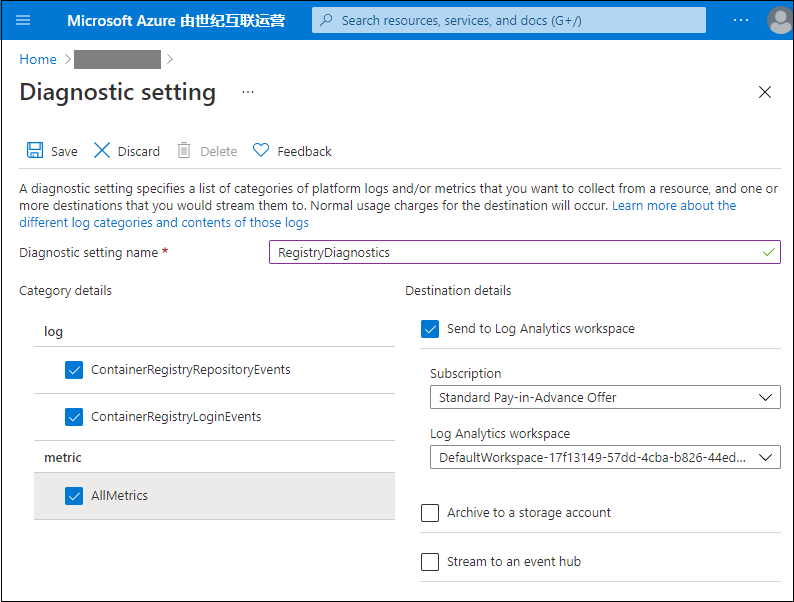 Microsoft Azure 由世纪互联运营
Search resources, services, and docs (G+/)
Home
Diagnostic setting
Save
Discard
Delete
Feedback
A diagnostic setting specifies a list of categories of platform logs and/or metrics that you want to collect from a resource, and one or
more destinations that you would stream them to. Normal usage charges for the destination will occur. Learn more about the
different log categories and contents of those logs
Diagnostic setting name *
RegistryDiagnostics
Category details
Destination details
log
Send to Log Analytics workspace
ContainerRegistryRepositoryEvents
Subscription
Standard Pay-in-Advance Offer
ContainerRegistryLoginEvents
Log Analytics workspace
metric
DefaultWorkspace-17f13149-57dd-4cba-b826-44ed...
AllMetrics
Archive to a storage account
Stream to an event hub